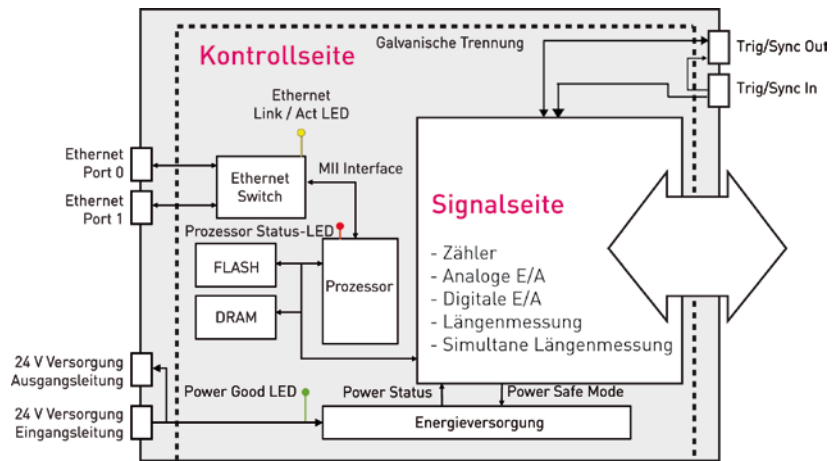 Galvanische Trennung
Trig/Sync Out
Kontrollseite
Trig/Sync In
Ethernet
Link / Act LED
Ethernet
Port 0
MII Interface
Ethernet
Switch
Ethernet
Port 1
Signalseite
Prozessor Status-LED
- Zähler
FLASH
- Analoge E/A
Prozessor
- Digitale E/A
DRAM
- Längenmessung
- Simultane Längenmessung
24 V Versorgung
Ausgangsleitung
Power Good LED
Power Status
Power Safe Mode
24 V Versorgung
Eingangsleitung
Energieversorgung